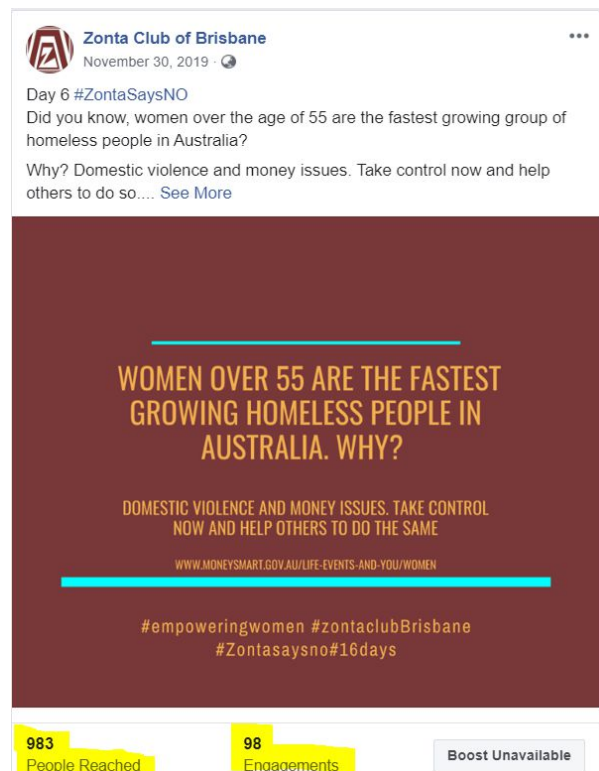 Zonta Club of Brisbane
November 30, 2019 ·
Day 6 #ZontaSaysNO
Did you know, women over the age of 55 are the fastest growing group of
homeless people in Australia?
Why? Domestic violence and money issues. Take control now and help
others to do so.... See More
WOMEN OVER 55 ARE THE FASTEST
GROWING HOMELESS PEOPLE IN
AUSTRALIA. WHY?
DOMESTIC VIOLENCE AND MONEY ISSUES. TAKE CONTROL
NOW AND HELP OTHERS TO DO THE SAME
WWW.MONEYSMART.GOV.AU/LIFE-EVENTS-AND-YOU/WOMEN
#empoweringwomen #zontaclubBrisbane
#Zontasaysno#16days
983 98
People Reached Engagements Boost Unavailable